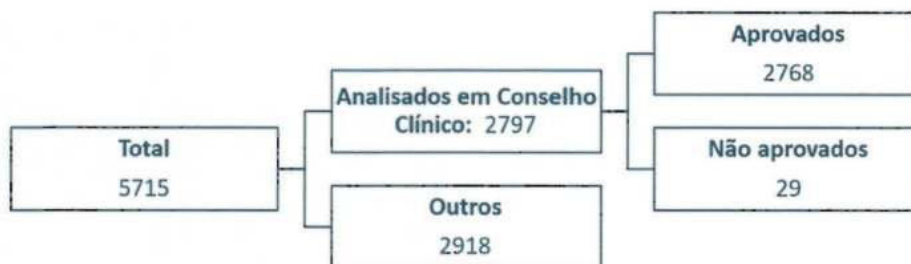 Total
5715
Analisados em Conselho
Clínico: 2797
Outros
2918
Aprovados
2768
Não aprovados
29